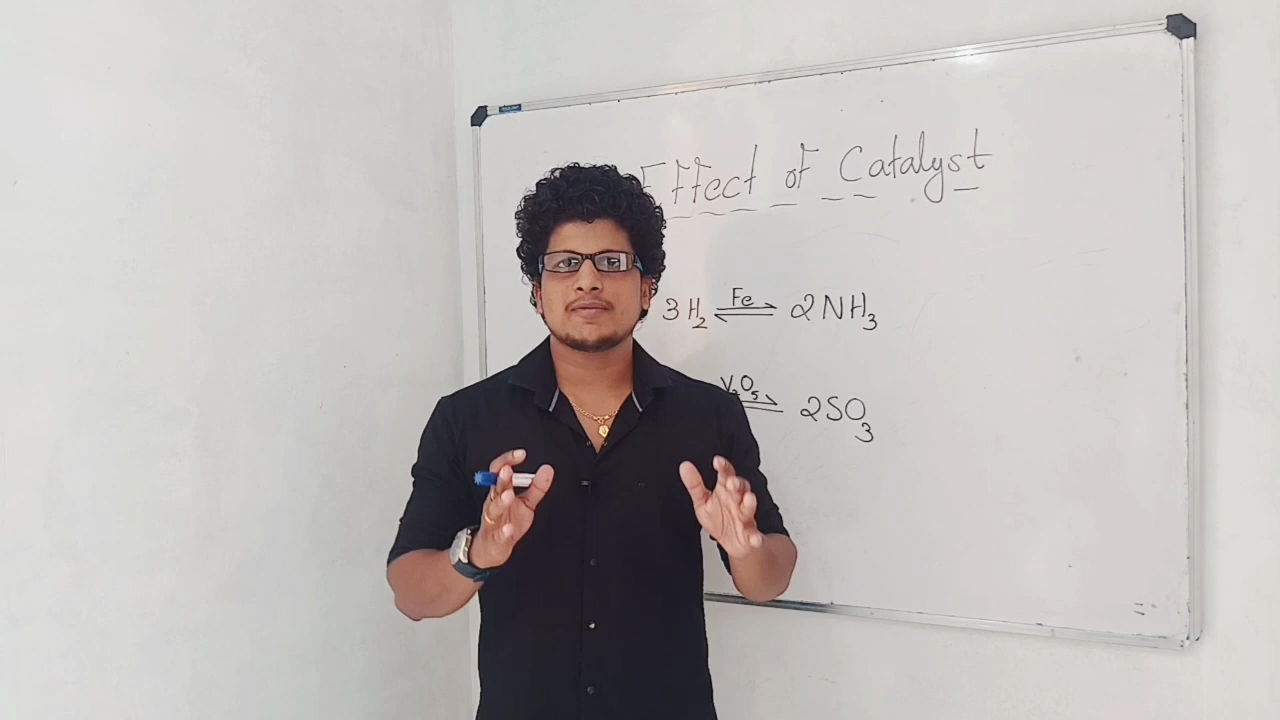 Effect of Catalyst
3H₂ ⇌ Fe 2NH₃
V₂O₅ ⇌ 2SO₃